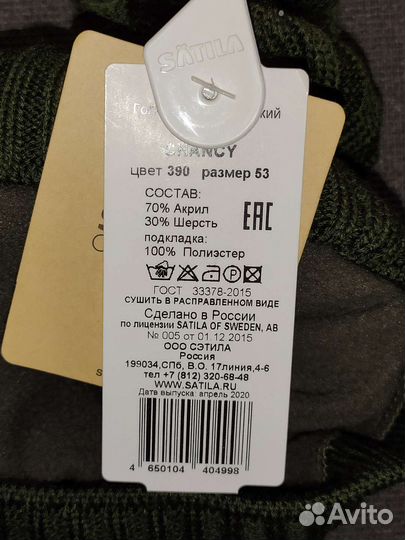 SÄTILA
CHANCY
цвет 390 размер 53
СОСТАВ:
70% Акрил
30% Шерсть
подкладка:
100% Полиэстер
EAC
ГОСТ 33378-2015
СУШИТЬ В РАСПРАВЛЕННОМ ВИДЕ
Сделано в России
по лицензии SATILA OF SWEDEN, AB
№ 005 от 01.12.2015
ООО СЭТИЛА
Россия
199034,СПб, В.О. 17линия,4-6
тел +7 (812) 320-68-48
WWW.SATILA.RU
Дата выпуска: апрель 2020
4 650104 404998
Avito